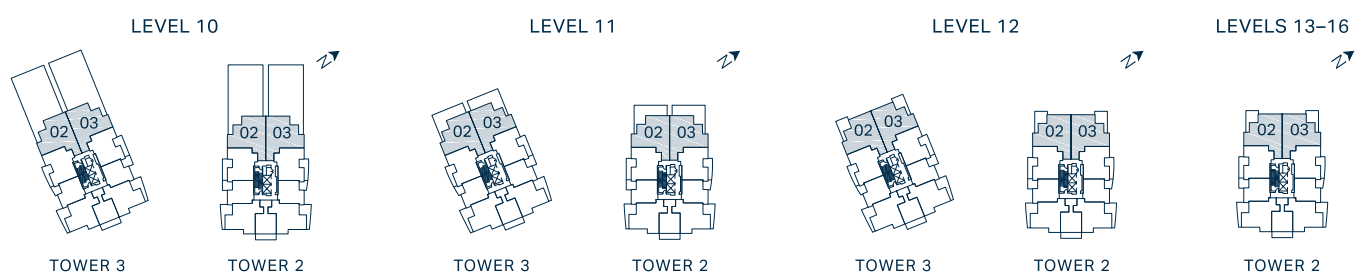 LEVEL 10
LEVEL 11
LEVEL 12
LEVELS 13–16
N
N
N
N
02 03
02 03
02 03
02 03
02 03
02 03
02 03
TOWER 3
TOWER 2
TOWER 3
TOWER 2
TOWER 3
TOWER 2
TOWER 2